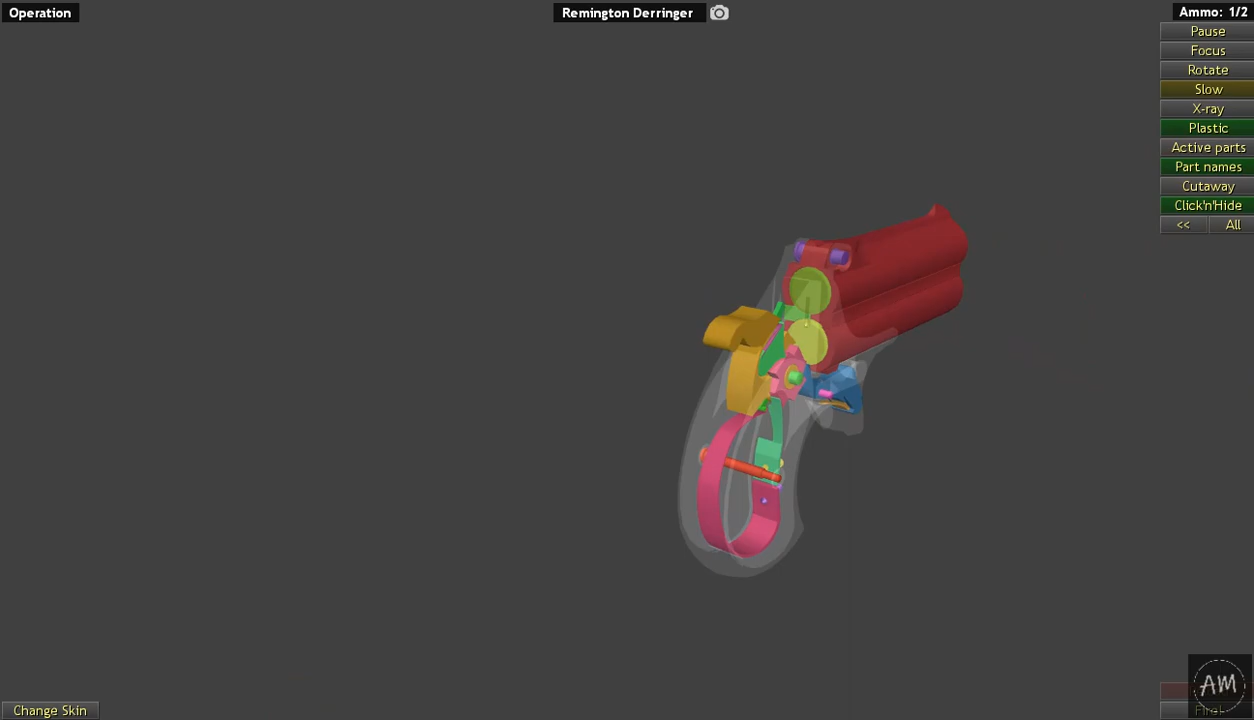 Operation
Remington Derringer
Ammo: 1/2
Pause
Focus
Rotate
Slow
X-ray
Plastic
Active parts
Part names
Cutaway
Click'n'Hide
<< All
AM
Change Skin